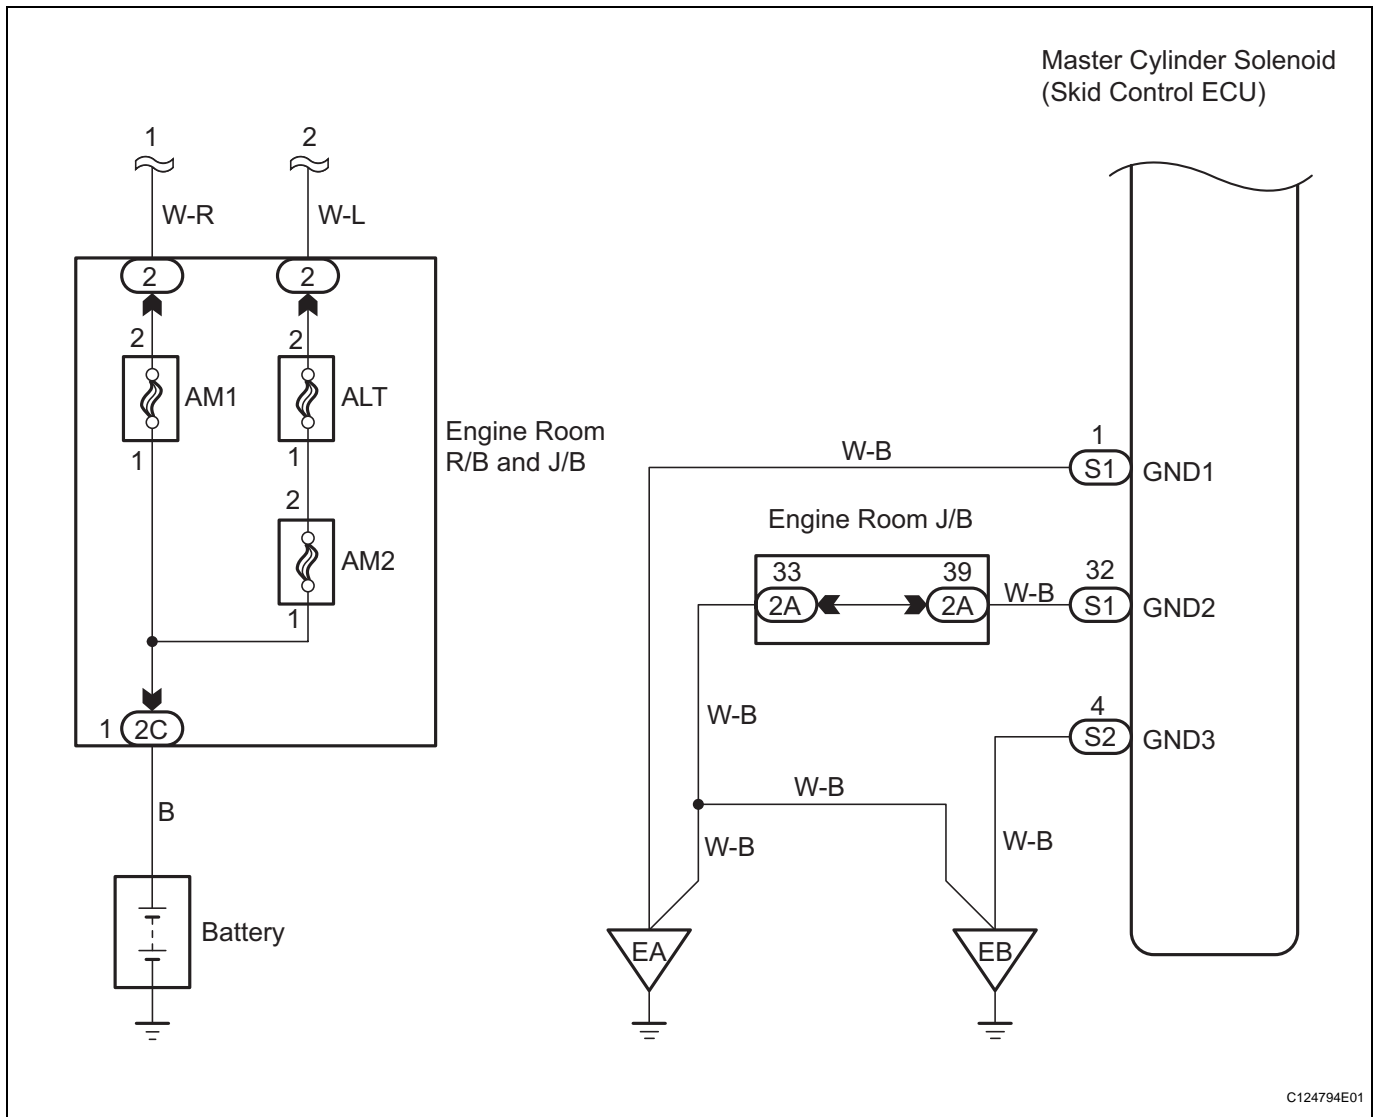 Master Cylinder Solenoid
(Skid Control ECU)
1
2
W-R
W-L
2
2
2
2
AM1
ALT
Engine Room
R/B and J/B
1
1
2
AM2
1
1
2C
B
Battery
W-B
1
S1
GND1
Engine Room J/B
33
39
2A
2A
W-B
32
S1
GND2
W-B
4
S2
GND3
W-B
W-B
W-B
EA
EB
C124794E01